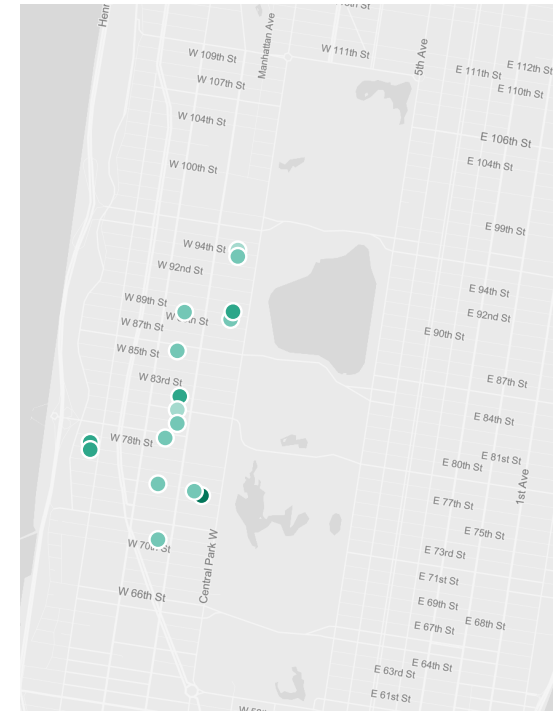 Henr
Manhattan Ave
W 109th St
W 111th St
5th Ave
E 112th St
E 111th St
W 107th St
E 110th St
W 104th St
E 106th St
E 104th St
W 100th St
E 99th St
W 94th St
W 92nd St
W 89th St
E 94th St
W 87th St
E 92nd St
E 90th St
W 85th St
W 83rd St
E 87th St
E 84th St
W 78th St
E 81st St
E 80th St
1st Ave
E 77th St
E 75th St
Central Park W
W 70th St
E 73rd St
E 71st St
W 66th St
E 69th St
E 68th St
E 67th St
E 64th St
E 63rd St
E 61st St